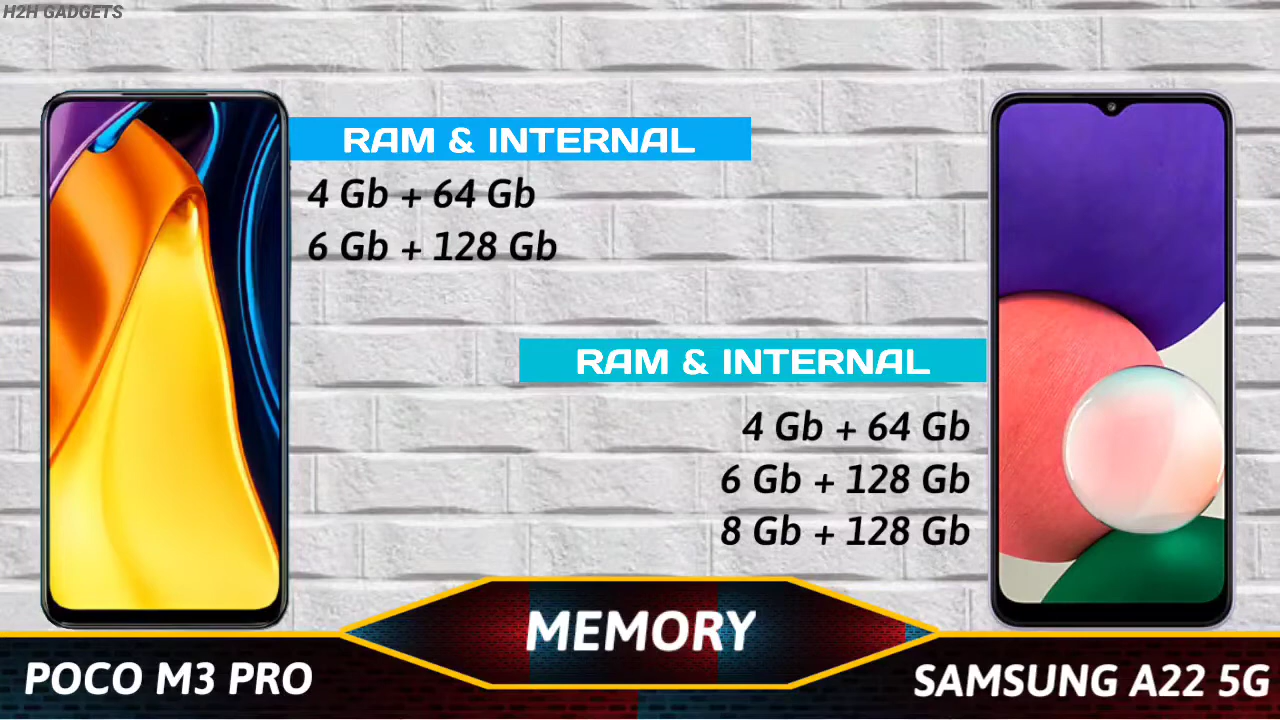 H2H GADGETS
RAM & INTERNAL
4 Gb + 64 Gb
6 Gb + 128 Gb
RAM & INTERNAL
4 Gb + 64 Gb
6 Gb + 128 Gb
8 Gb + 128 Gb
MEMORY
POCO M3 PRO
SAMSUNG A22 5G